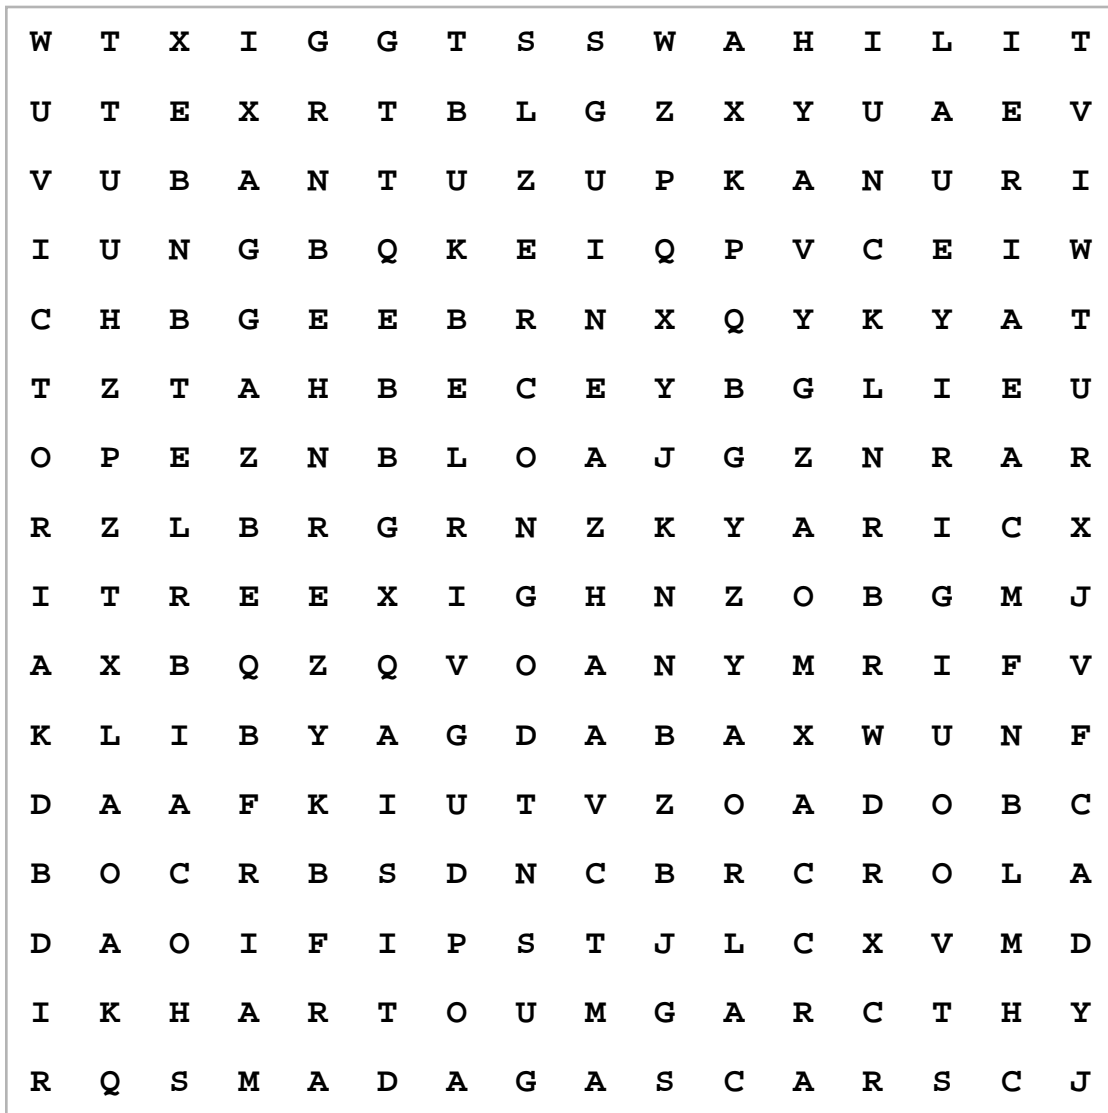 W T X I G G T S S W A H I L I T
U T E X R T B L G Z X Y U A E V
V U B A N T U Z U P K A N U R I
I U N G B Q K E I Q P V C E I W
C H B G E E B R N X Q Y K Y A T
T Z T A H B E C E Y B G L I E U
O P E Z N B L O A J G Z N R A R
R Z L B R G R N Z K Y A R I C X
I T R E E X I G H N Z O B G M J
A X B Q Z Q V O A N Y M R I F V
K L I B Y A G D A B A X W U N F
D A A F K I U T V Z O A D O B C
B O C R B S D N C B R C R O L A
D A O I F I P S T J L C X V M D
I K H A R T O U M G A R C T H Y
R Q S M A D A G A S C A R S C J